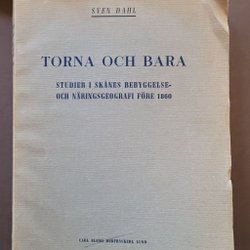 SVEN DAHL
TORNA OCH BARA
STUDIER I SKÅNES BEBYGGELSE-
OCH NÄRINGSGEOGRAFI FÖRE 1860
CARL BLOMS BOKTRYCKERI, LUND